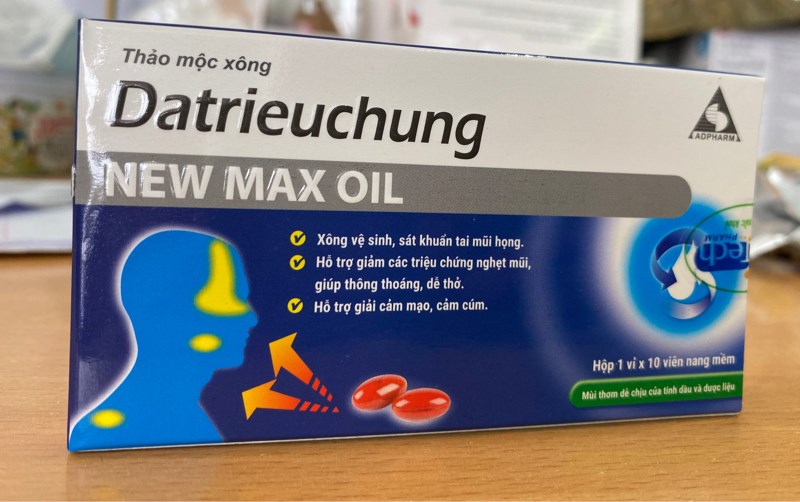 Thảo mộc xông
Datrieuchung
NEW MAX OIL
ADPHARM
Xông vệ sinh, sát khuẩn tai mũi họng.
Hỗ trợ giảm các triệu chứng nghẹt mũi,
giúp thông thoáng, dễ thở.
Hỗ trợ giải cảm mạo, cảm cúm.
tech
PHARM
Hộp 1 vỉ x 10 viên nang mềm
Mùi thơm dễ chịu của tinh dầu và dược liệu